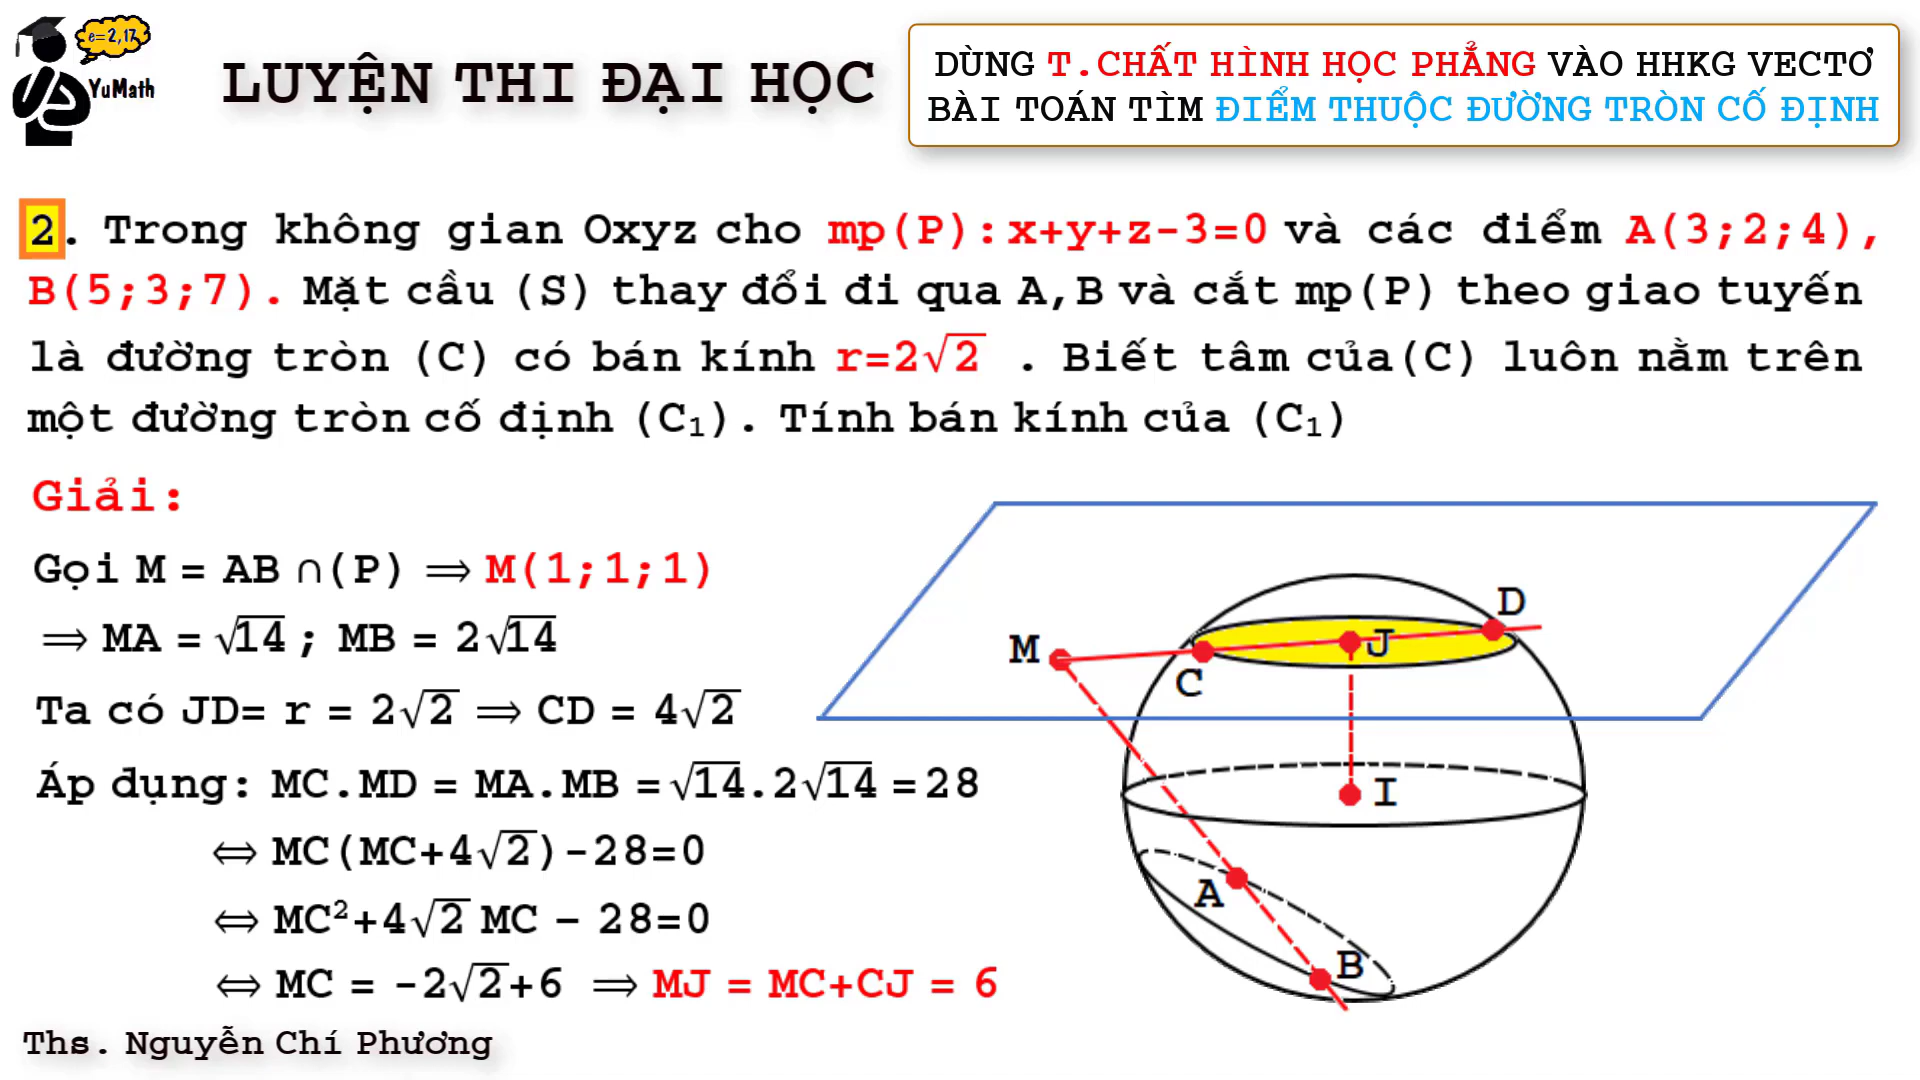 e=2,17
YuMath
LUYỆN THI ĐẠI HỌC
DÙNG T.CHẤT HÌNH HỌC PHẲNG VÀO HHKG VECTƠ
BÀI TOÁN TÌM ĐIỂM THUỘC ĐƯỜNG TRÒN CỐ ĐỊNH
2. Trong không gian Oxyz cho mp(P):x+y+z-3=0 và các điểm A(3;2;4),
B(5;3;7). Mặt cầu (S) thay đổi đi qua A,B và cắt mp(P) theo giao tuyến
là đường tròn (C) có bán kính r=2√2 . Biết tâm của(C) luôn nằm trên
một đường tròn cố định (C₁). Tính bán kính của (C₁)
Giải:
Gọi M = AB ∩(P) ⟹ M(1;1;1)
⟹ MA = √14 ; MB = 2√14
Ta có JD= r = 2√2 ⟹ CD = 4√2
Áp dụng: MC.MD = MA.MB = √14.2√14 = 28
⟺ MC(MC+4√2)-28=0
⟺ MC²+4√2 MC – 28=0
⟺ MC = -2√2+6 ⟹ MJ = MC+CJ = 6
D
M
J
C
I
A
B
Ths. Nguyễn Chí Phương